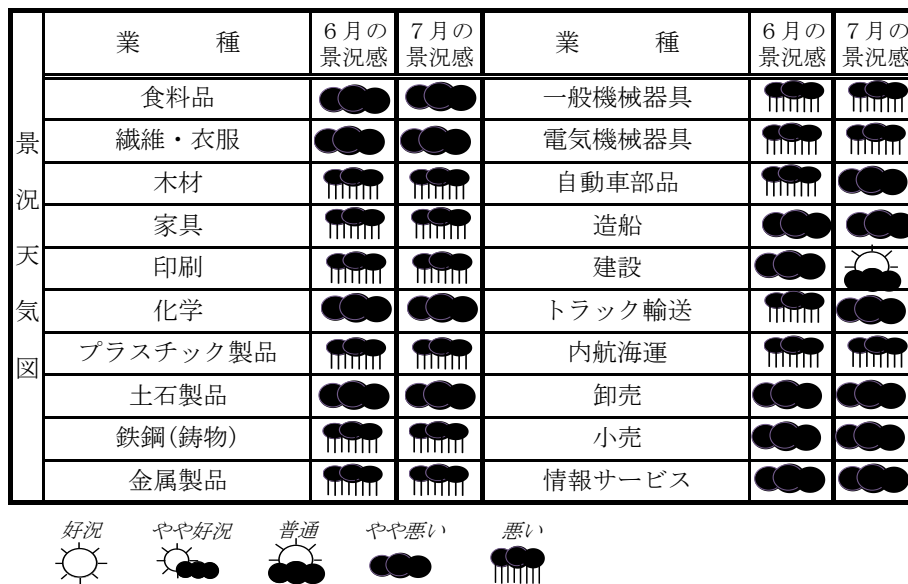 景況天気図
業　種　６月の景況感　７月の景況感　業　種　６月の景況感　７月の景況感
食料品　一般機械器具
繊維・衣服　電気機械器具
木材　自動車部品
家具　造船
印刷　建設
化学　トラック輸送
プラスチック製品　内航海運
土石製品　卸売
鉄鋼(鋳物)　小売
金属製品　情報サービス
好況　やや好況　普通　やや悪い　悪い